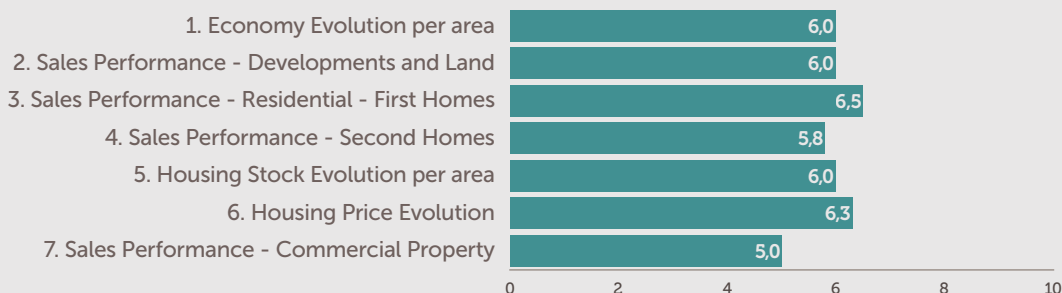 1. Economy Evolution per area 6,0
2. Sales Performance - Developments and Land 6,0
3. Sales Performance - Residential - First Homes 6,5
4. Sales Performance - Second Homes 5,8
5. Housing Stock Evolution per area 6,0
6. Housing Price Evolution 6,3
7. Sales Performance - Commercial Property 5,0
0 2 4 6 8 10